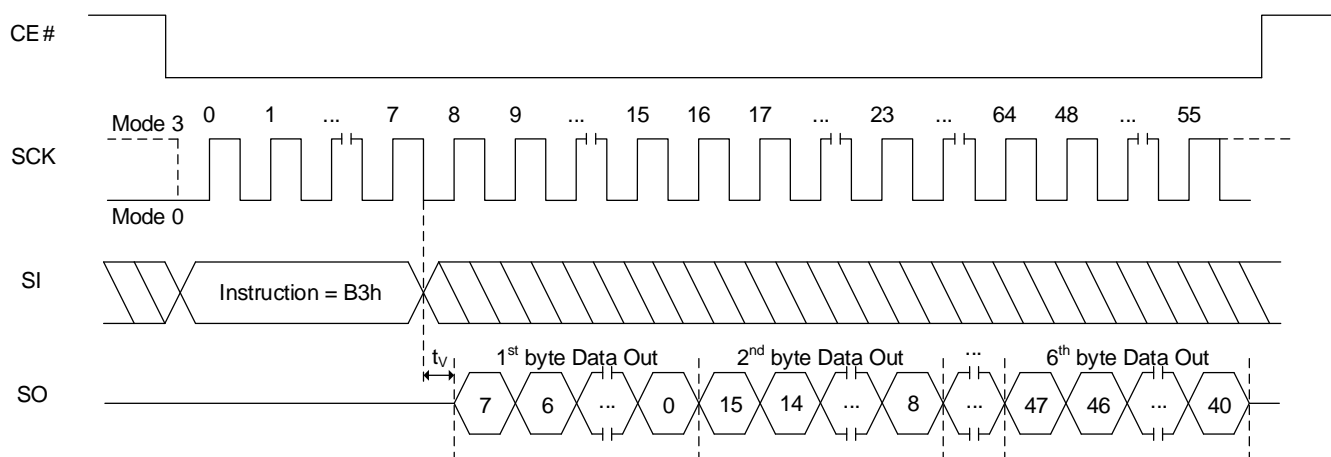 CE#
0 1 ... 7 8 9 ... 15 16 17 ... 23 ... 64 48 ... 55
Mode 3
SCK
Mode 0
SI
Instruction = B3h
tV
1st byte Data Out 2nd byte Data Out ... 6th byte Data Out
SO
7 6 ... 0 15 14 ... 8 ... 47 46 ... 40